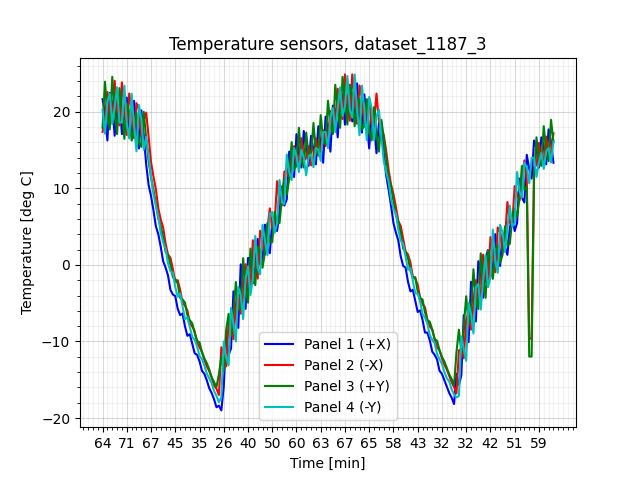 Temperature sensors, dataset_1187_3
Temperature [deg C]
20
10
0
−10
−20
Panel 1 (+X)
Panel 2 (-X)
Panel 3 (+Y)
Panel 4 (-Y)
64 71 67 45 35 26 40 50 60 63 67 65 58 43 32 32 42 51 59
Time [min]